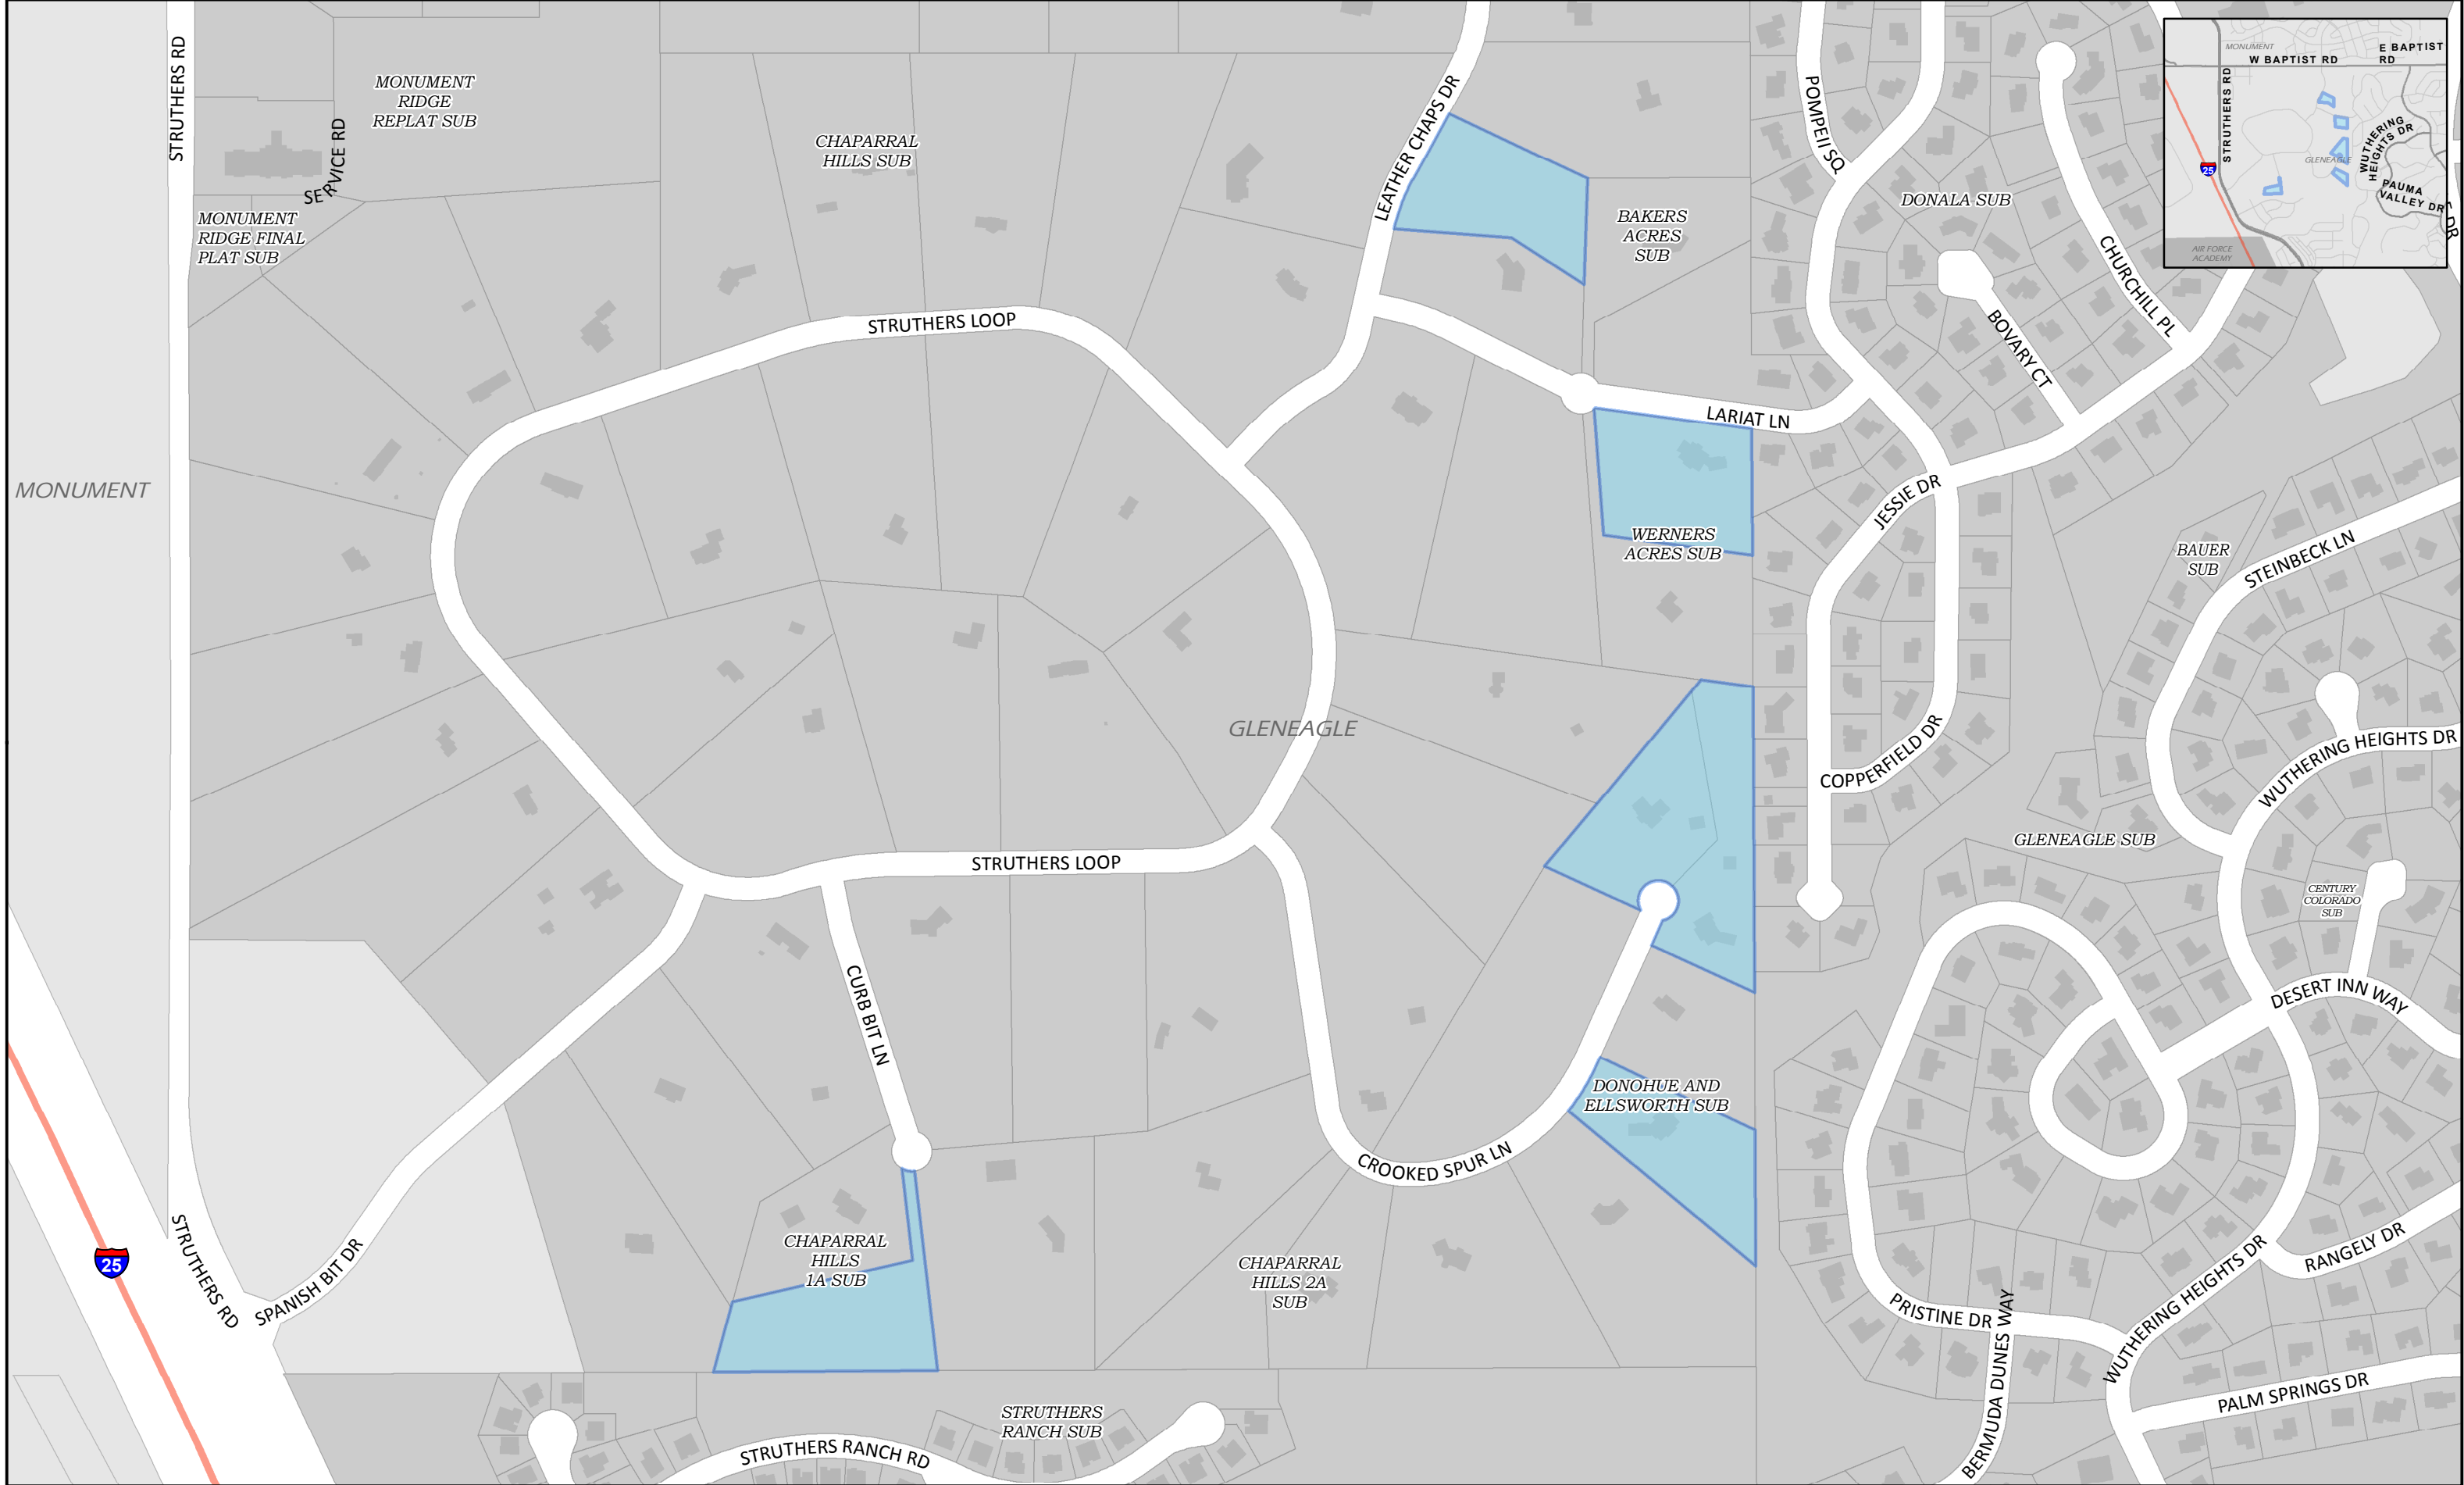 STRUTHERS RD
MONUMENT
RIDGE
REPLAT SUB
SERVICE RD
MONUMENT
RIDGE FINAL
PLAT SUB
CHAPARRAL
HILLS SUB
LEATHER CHAPS DR
BAKERS
ACRES
SUB
POMPEII SQ
DONALA SUB
CHURCHILL PL
BOVARY CT
MONUMENT
E BAPTIST
RD
W BAPTIST RD
STRUTHERS RD
WUTHERING
HEIGHTS DR
GLENEAGLE
25
PAUMA
VALLEY DR
AIR FORCE
ACADEMY
DR
STRUTHERS LOOP
LARIAT LN
MONUMENT
JESSIE DR
WERNERS
ACRES SUB
BAUER
SUB
STEINBECK LN
GLENEAGLE
COPPERFIELD DR
WUTHERING HEIGHTS DR
GLENEAGLE SUB
STRUTHERS LOOP
CENTURY
COLORADO
SUB
CURB BIT LN
DESERT INN WAY
DONOHUE AND
ELLSWORTH SUB
CROOKED SPUR LN
STRUTHERS RD
25
SPANISH BIT DR
CHAPARRAL
HILLS
1A SUB
CHAPARRAL
HILLS 2A
SUB
RANGELY DR
PRISTINE DR
WUTHERING HEIGHTS DR
BERMUDA DUNES WAY
PALM SPRINGS DR
STRUTHERS
RANCH SUB
STRUTHERS RANCH RD